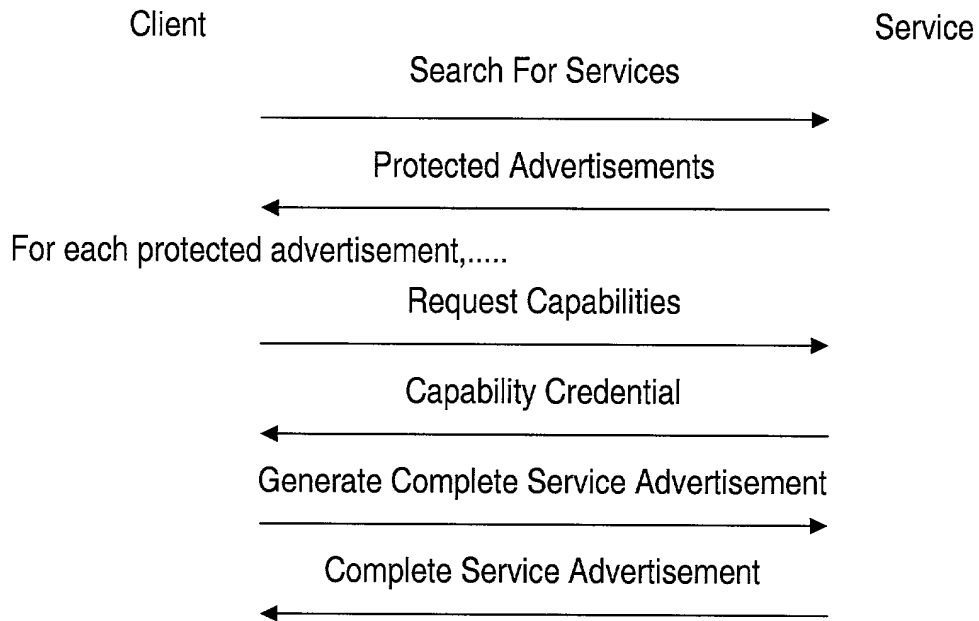 Client
Service
Search For Services
Protected Advertisements
For each protected advertisement,.....
Request Capabilities
Capability Credential
Generate Complete Service Advertisement
Complete Service Advertisement